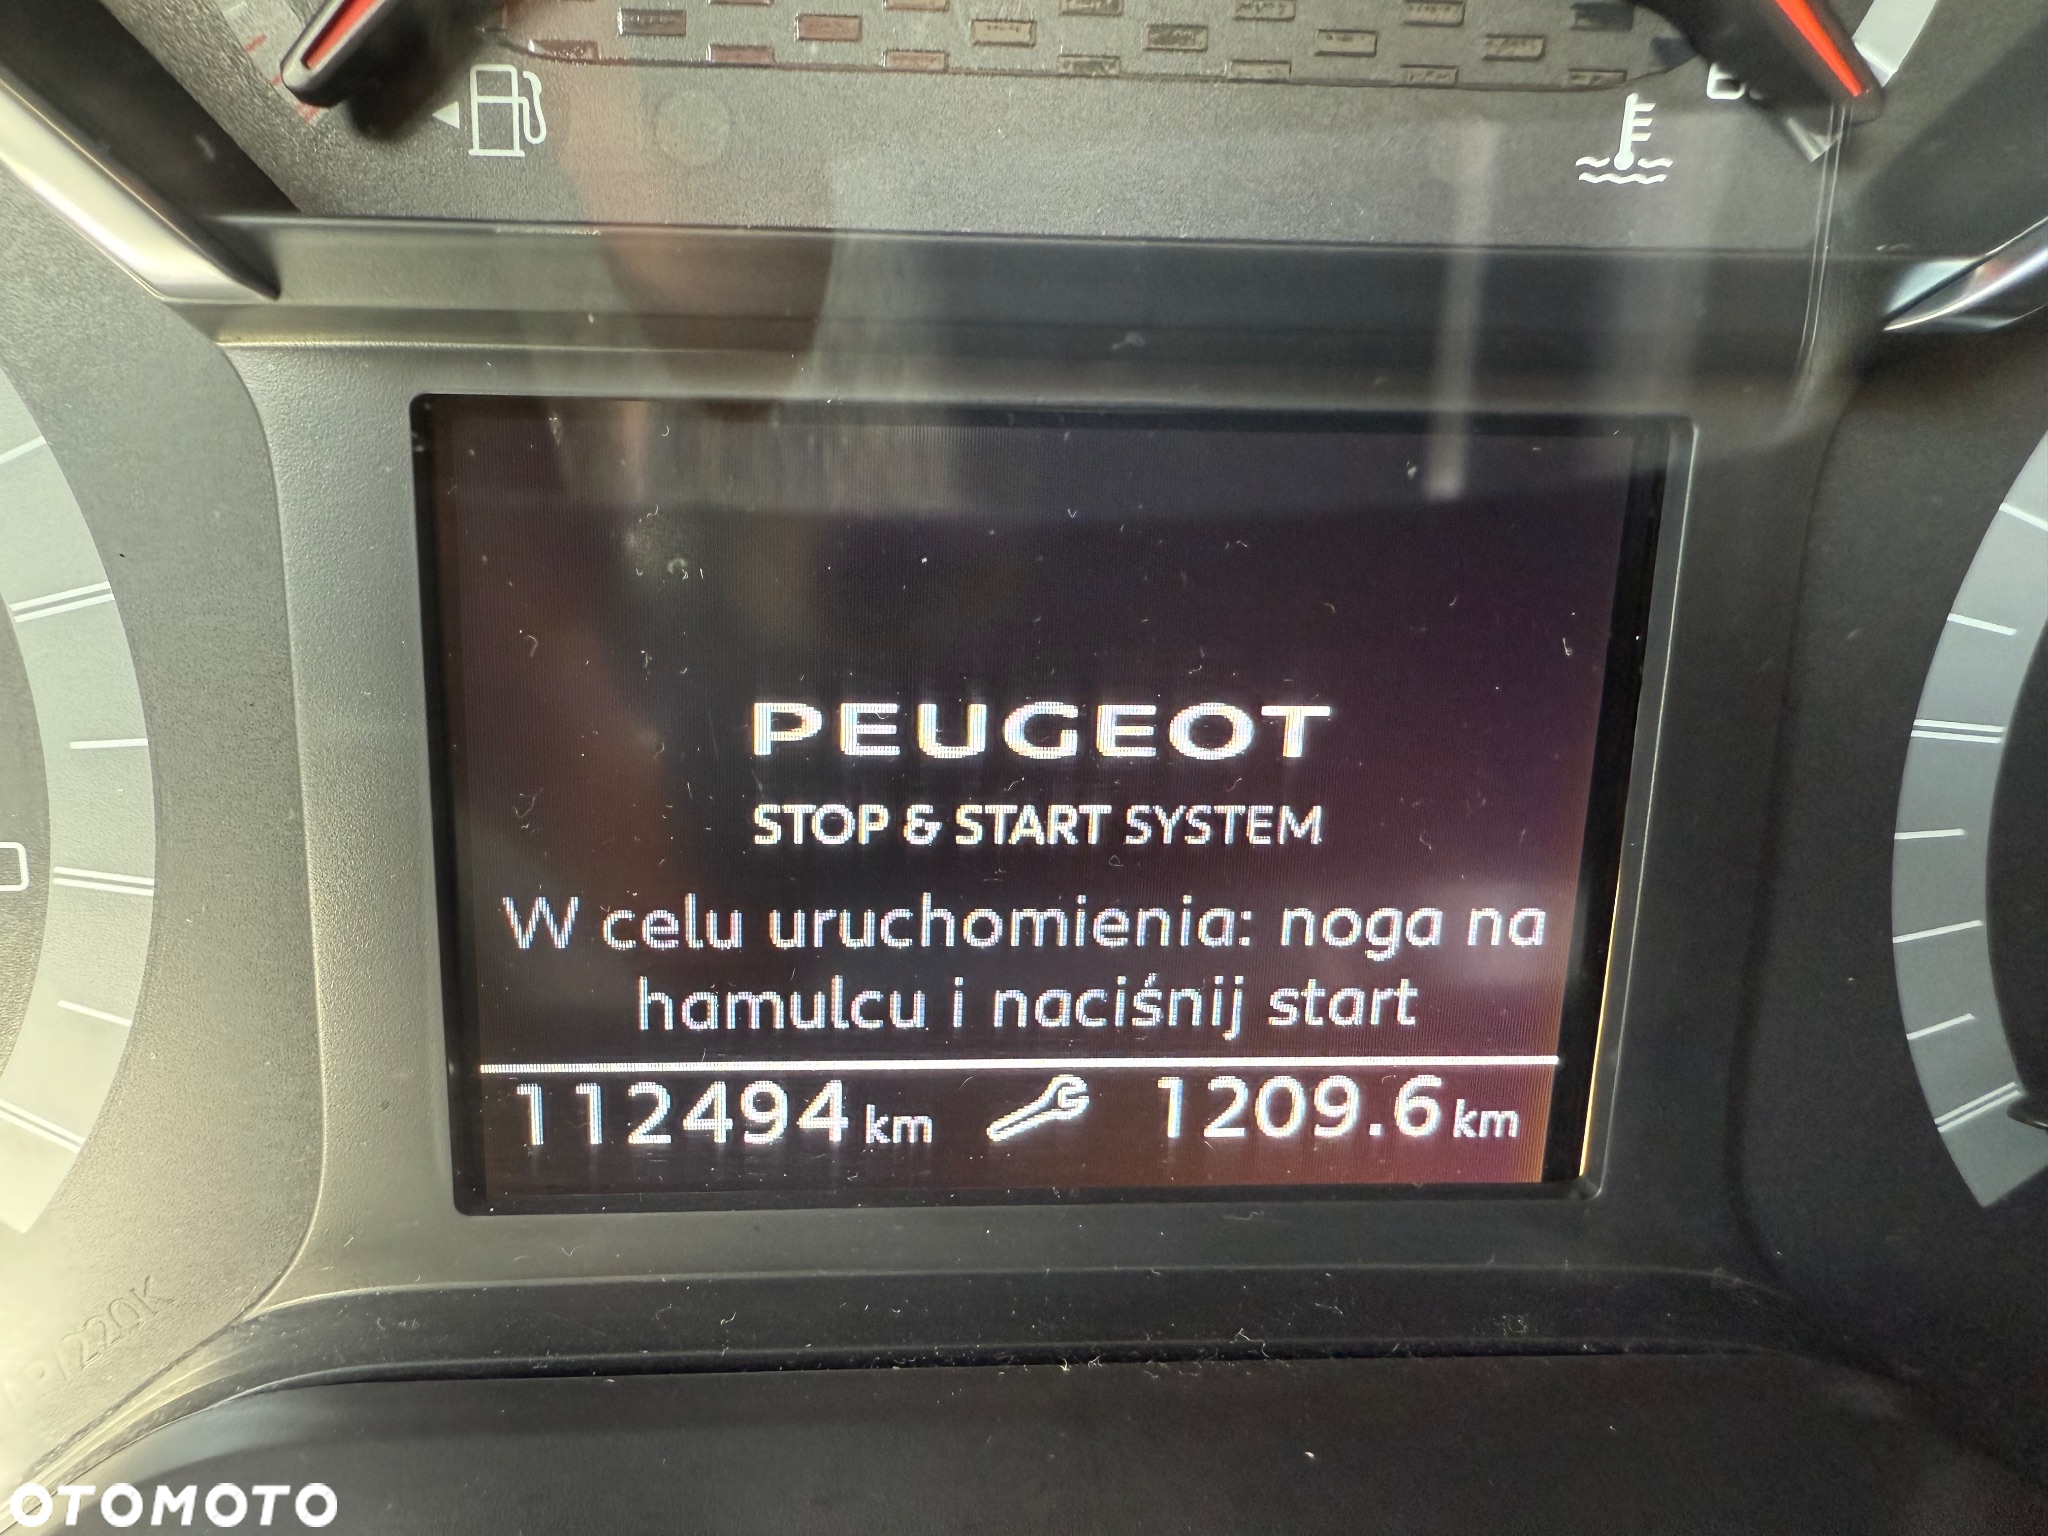 PEUGEOT
STOP & START SYSTEM
W celu uruchomienia: noga na
hamulcu i naciśnij start
112494 km 1209.6 km
OTOMOTO